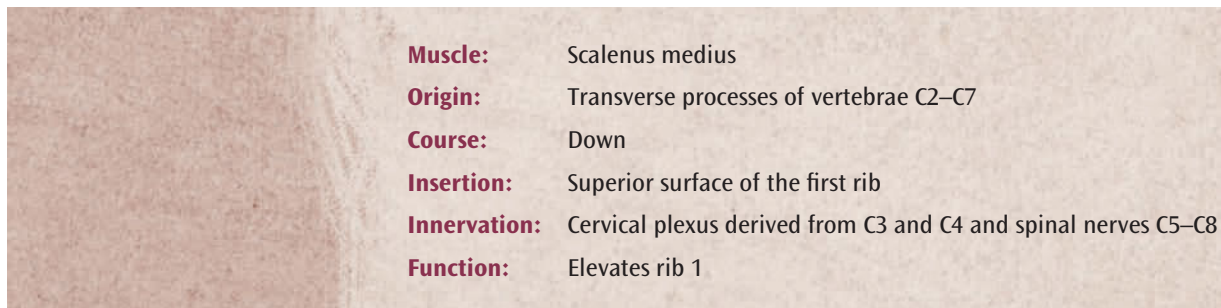 Muscle: Scalenus medius
Origin: Transverse processes of vertebrae C2–C7
Course: Down
Insertion: Superior surface of the first rib
Innervation: Cervical plexus derived from C3 and C4 and spinal nerves C5–C8
Function: Elevates rib 1